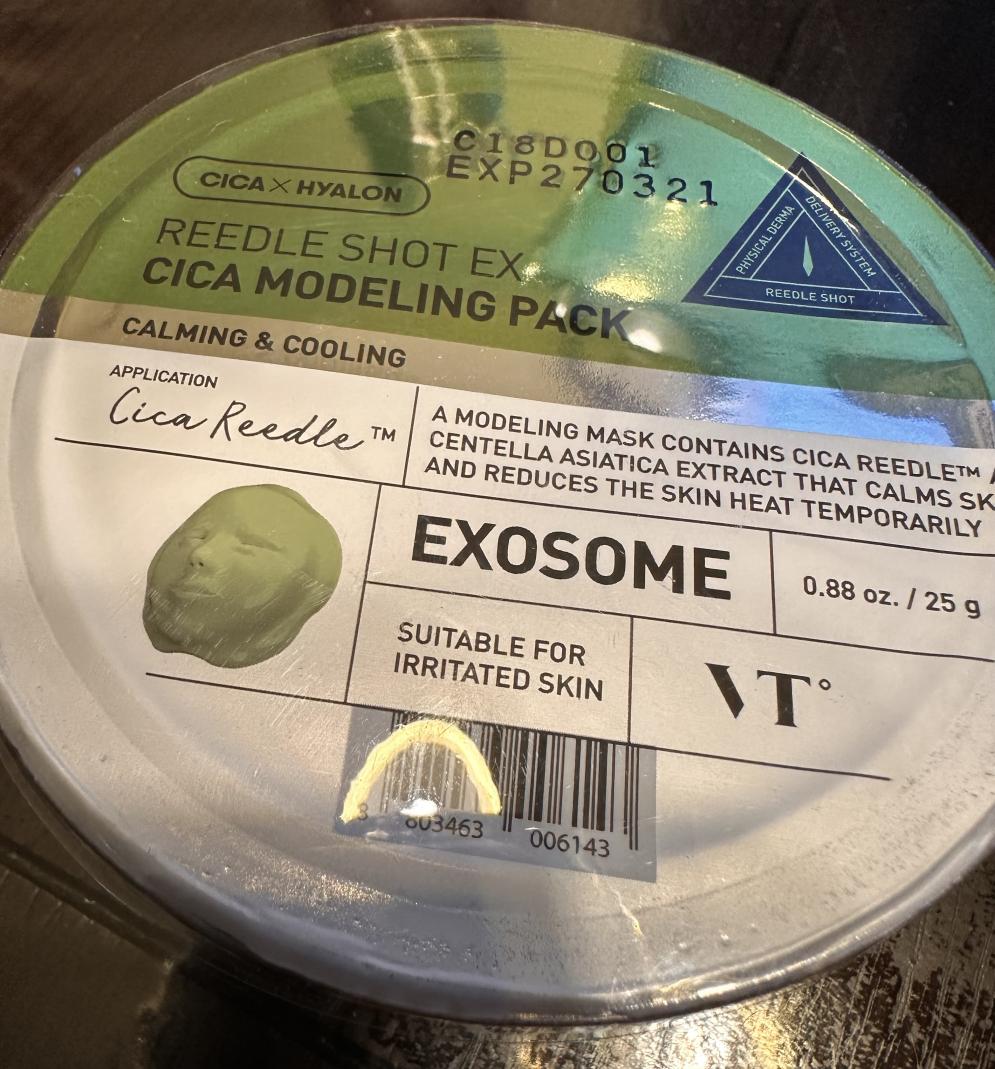 C18D001
EXP270321
CICA×HYALON
REEDLE SHOT EX
CICA MODELING PACK
PHYSICAL DERMA
DELIVERY SYSTEM
REEDLE SHOT
CALMING & COOLING
APPLICATION
Cica Reedle™
A MODELING MASK CONTAINS CICA REEDLE™
CENTELLA ASIATICA EXTRACT THAT CALMS
AND REDUCES THE SKIN HEAT TEMPORARILY
EXOSOME
0.88 oz. / 25 g
SUITABLE FOR
IRRITATED SKIN
VT°
8 803463 006143